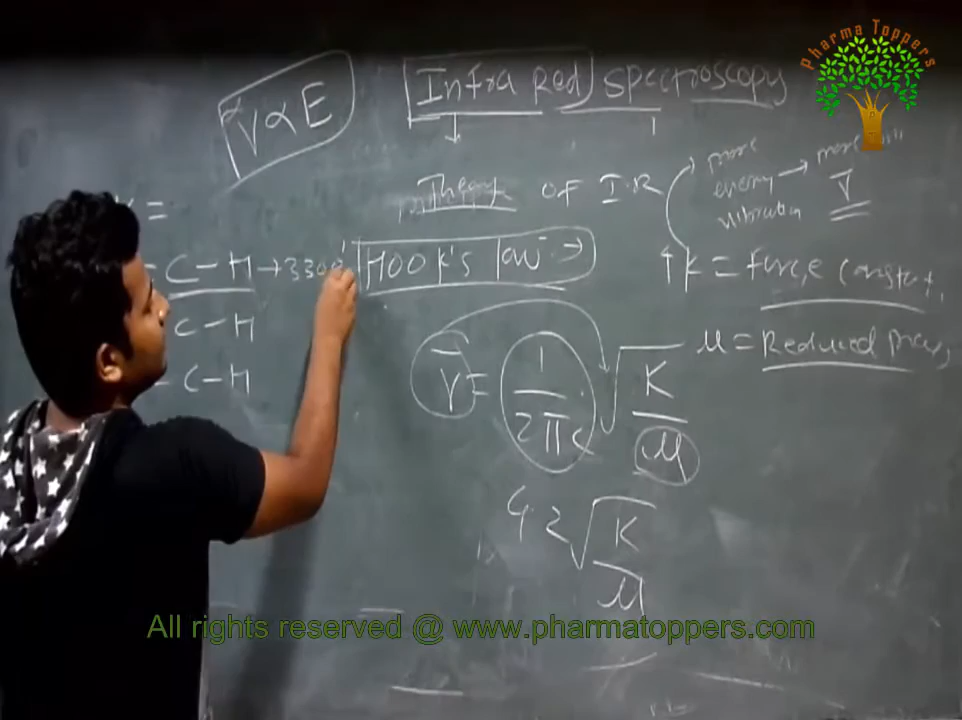 Pharma Toppers
Infra Red spectroscopy
ν̅ ∝ E
Theory of I.R
more energy vibration → more
ν̅
C-H → 3300
Hook's law →
↑ K = Force constat,
C-H
μ = Reduced mass,
C-H
ν̅ = 1/2πc √K/μ
4.2 √K/μ
All rights reserved @ www.pharmatoppers.com